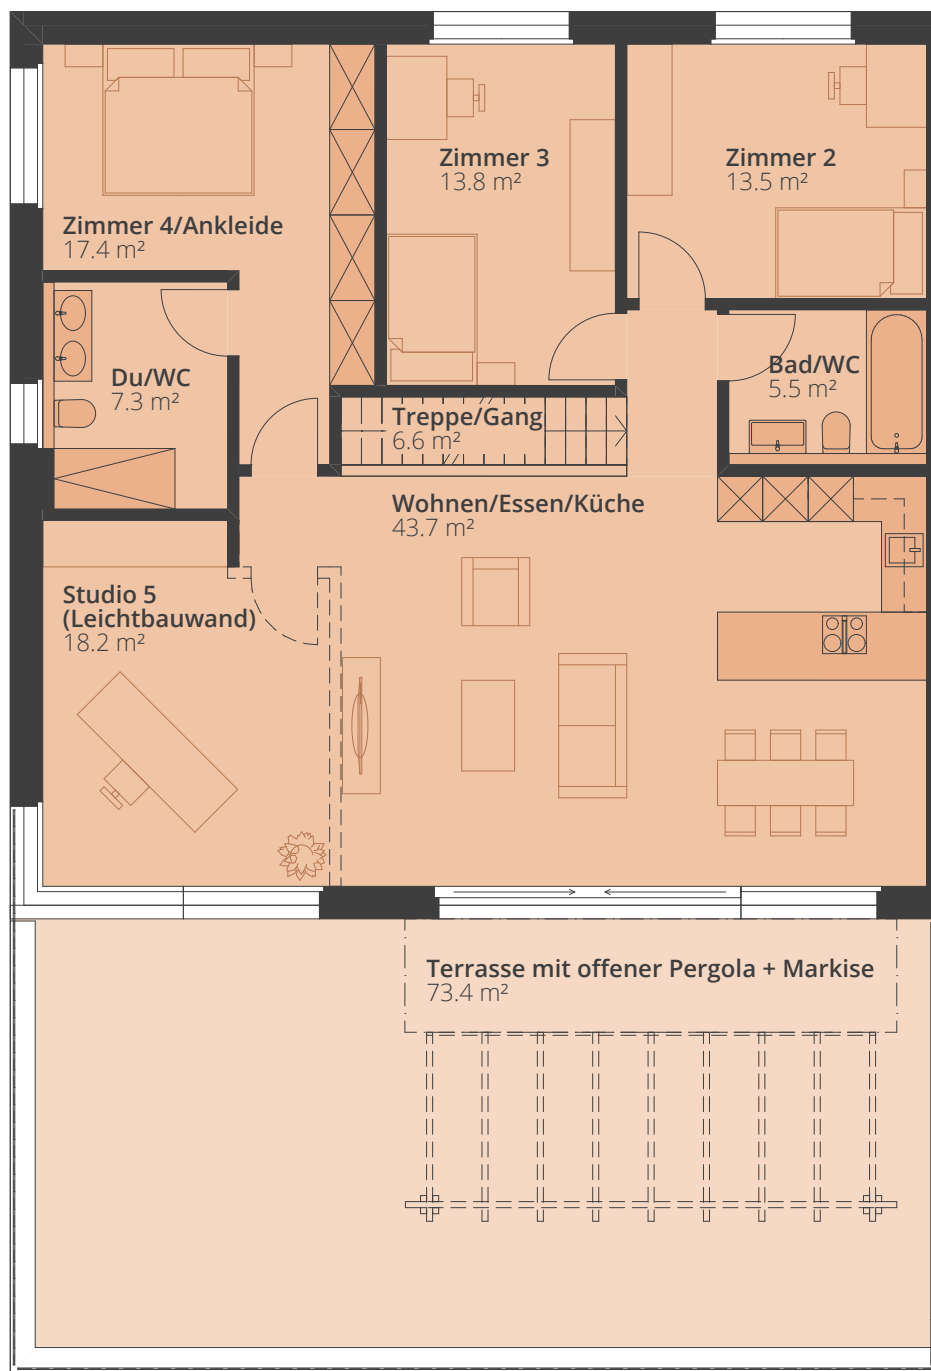 Zimmer 3
13.8 m²
Zimmer 2
13.5 m²
Zimmer 4/Ankleide
17.4 m²
Du/WC
7.3 m²
Bad/WC
5.5 m²
Treppe/Gang
6.6 m²
Wohnen/Essen/Küche
43.7 m²
Studio 5
(Leichtbauwand)
18.2 m²
Terrasse mit offener Pergola + Markise
73.4 m²